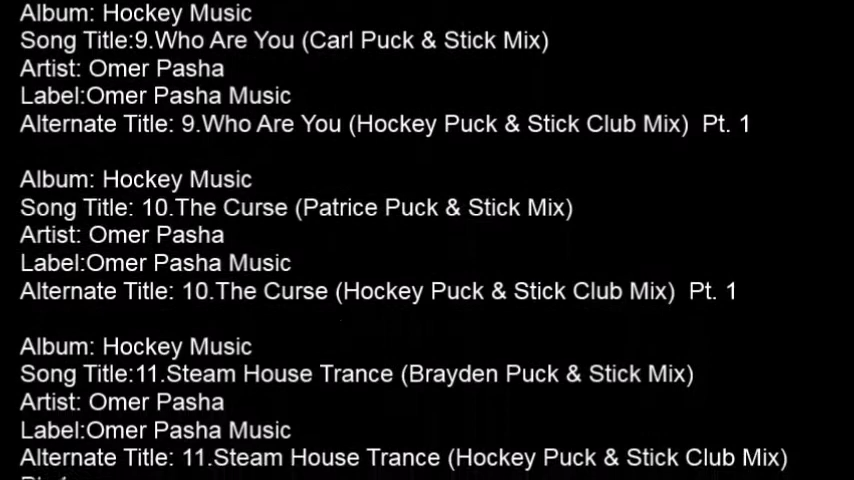 Album: Hockey Music
Song Title:9.Who Are You (Carl Puck & Stick Mix)
Artist: Omer Pasha
Label:Omer Pasha Music
Alternate Title: 9.Who Are You (Hockey Puck & Stick Club Mix)  Pt. 1
Album: Hockey Music
Song Title: 10.The Curse (Patrice Puck & Stick Mix)
Artist: Omer Pasha
Label:Omer Pasha Music
Alternate Title: 10.The Curse (Hockey Puck & Stick Club Mix)  Pt. 1
Album: Hockey Music
Song Title:11.Steam House Trance (Brayden Puck & Stick Mix)
Artist: Omer Pasha
Label:Omer Pasha Music
Alternate Title: 11.Steam House Trance (Hockey Puck & Stick Club Mix)